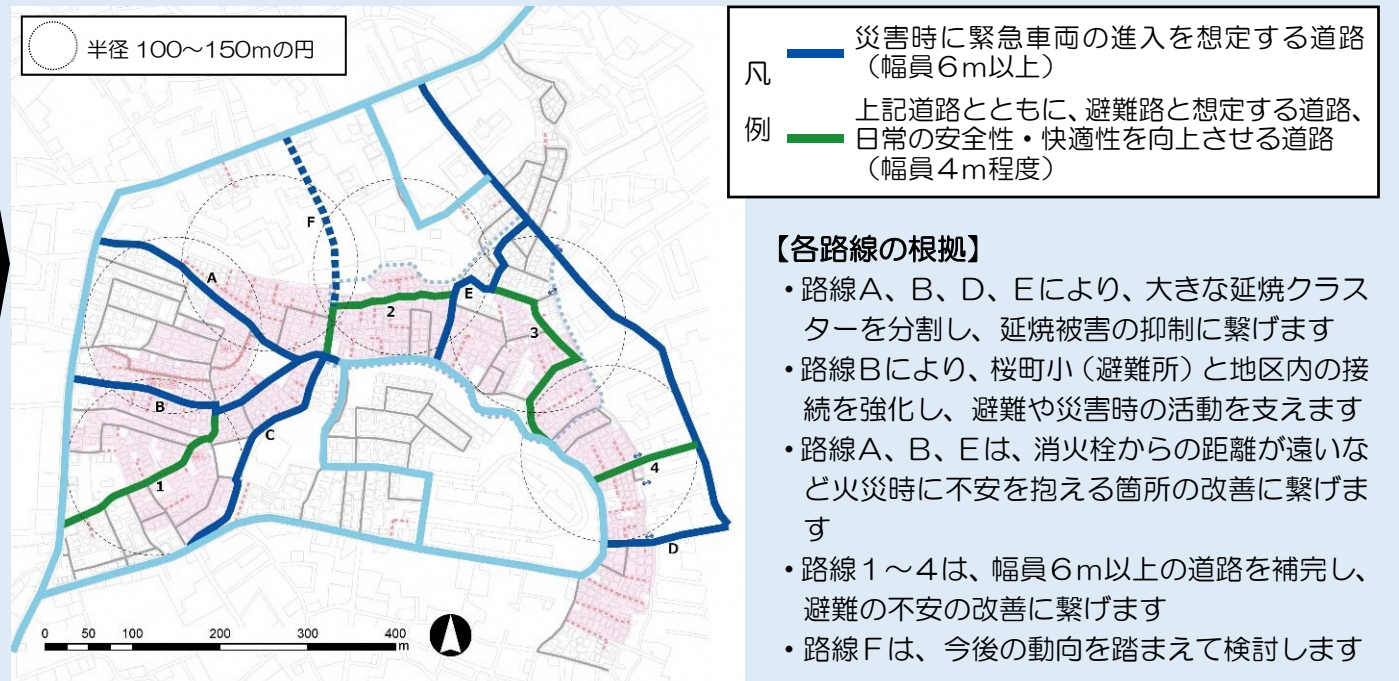 半径 100～150mの円
凡例
災害時に緊急車両の進入を想定する道路
（幅員６ｍ以上）
上記道路とともに、避難路と想定する道路、
日常の安全性・快適性を向上させる道路
（幅員４ｍ程度）
F
A
E
2
3
B
C
1
4
D
0 50 100 200 300 400
m
【各路線の根拠】
・路線Ａ、Ｂ、Ｄ、Ｅにより、大きな延焼クラス
ターを分割し、延焼被害の抑制に繋げます
・路線Ｂにより、桜町小（避難所）と地区内の接
続を強化し、避難や災害時の活動を支えます
・路線Ａ、Ｂ、Ｅは、消火栓からの距離が遠いな
ど火災時に不安を抱える箇所の改善に繋げま
す
・路線１～４は、幅員６ｍ以上の道路を補完し、
避難の不安の改善に繋げます
・路線Ｆは、今後の動向を踏まえて検討します